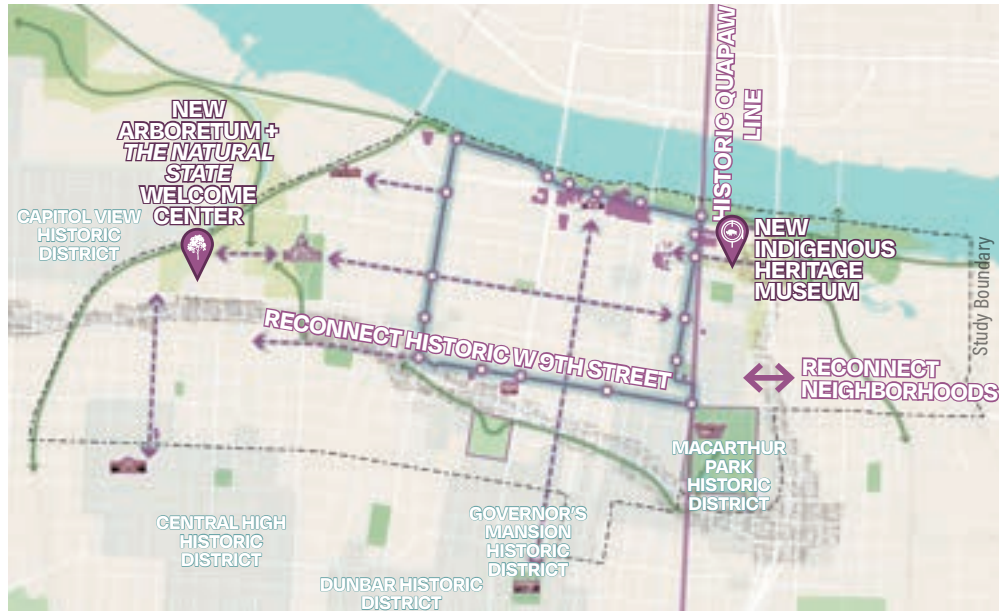 NEW
ARBORETUM +
THE NATURAL
STATE
WELCOME
CENTER
CAPITOL VIEW
HISTORIC
DISTRICT
HISTORIC QUAPAW
LINE
NEW
INDIGENOUS
HERITAGE
MUSEUM
Study Boundary
RECONNECT HISTORIC W 9TH STREET
RECONNECT
NEIGHBORHOODS
MACARTHUR
PARK
HISTORIC
DISTRICT
CENTRAL HIGH
HISTORIC
DISTRICT
GOVERNOR'S
MANSION
HISTORIC
DISTRICT
DUNBAR HISTORIC
DISTRICT